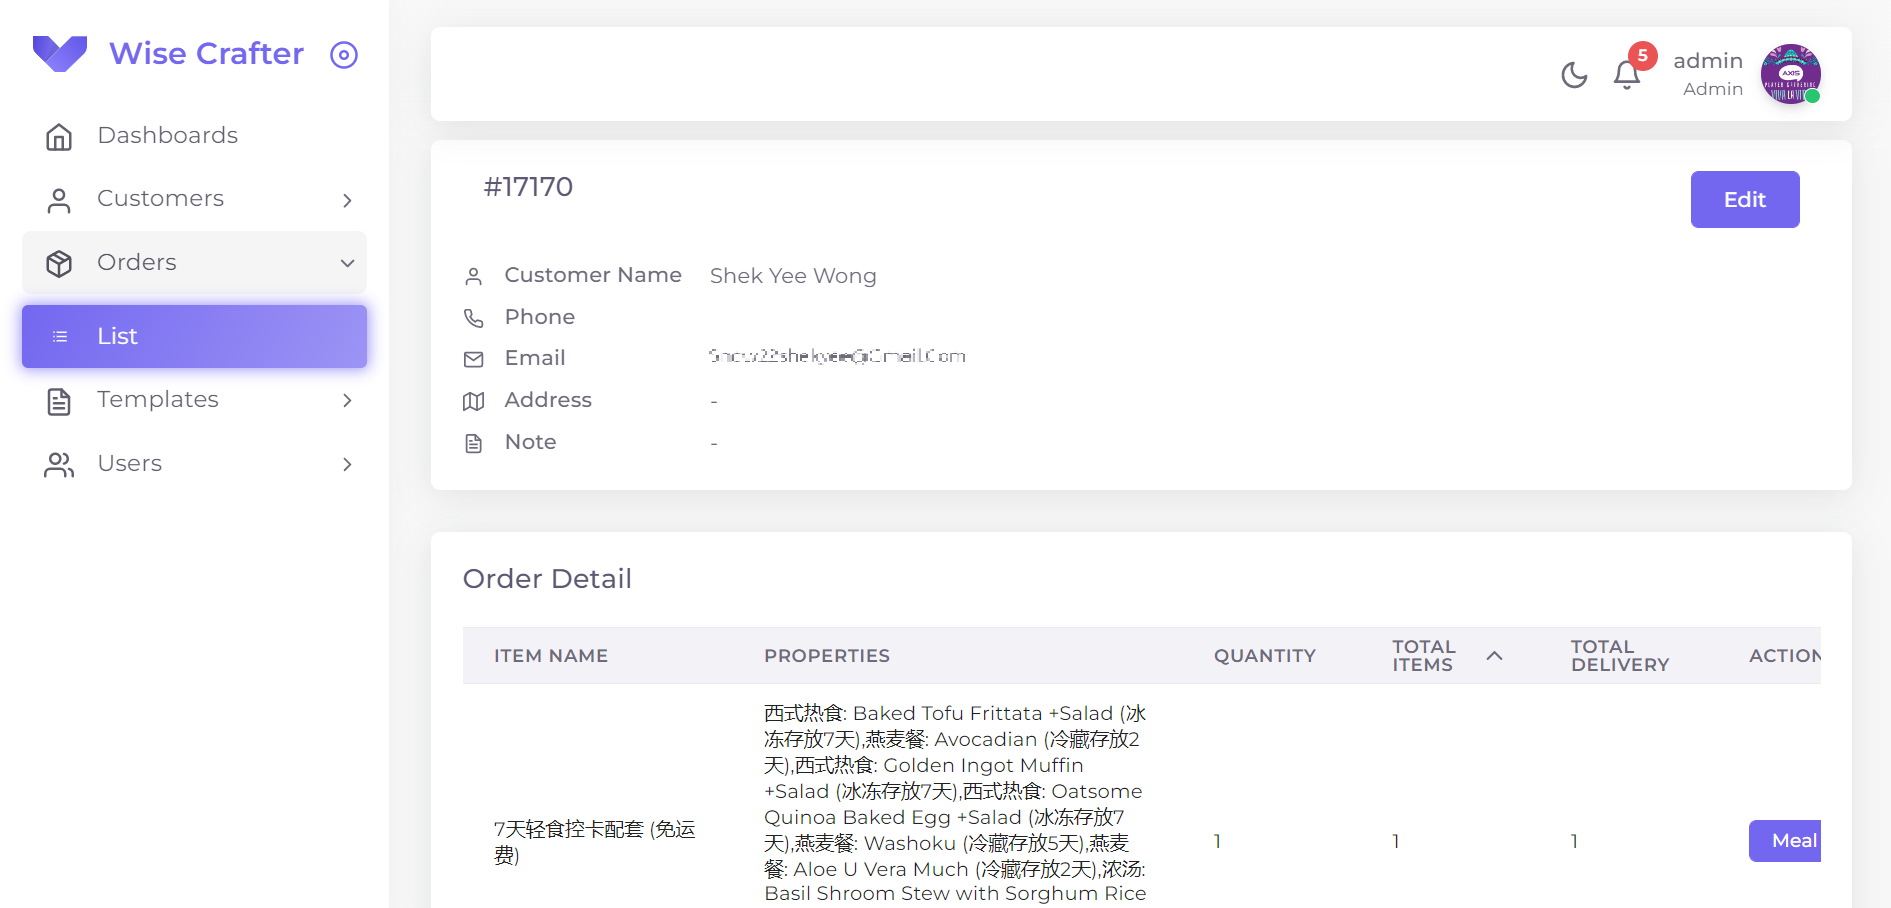 Wise Crafter
5
admin
Admin
AXIS
Dashboards
Customers
Orders
List
Templates
Users
#17170
Edit
Customer Name Shek Yee Wong
Phone
Email
Address -
Note -
Order Detail
ITEM NAME PROPERTIES QUANTITY TOTAL ITEMS TOTAL DELIVERY ACTION
西式热食: Baked Tofu Frittata +Salad (冰
冻存放7天),燕麦餐: Avocadian (冷藏存放2
天),西式热食: Golden Ingot Muffin
+Salad (冰冻存放7天),西式热食: Oatsome
Quinoa Baked Egg +Salad (冰冻存放7
天),燕麦餐: Washoku (冷藏存放5天),燕麦
餐: Aloe U Vera Much (冷藏存放2天),浓汤:
Basil Shroom Stew with Sorghum Rice
7天轻食控卡配套 (免运
费)
1 1 1 Meal